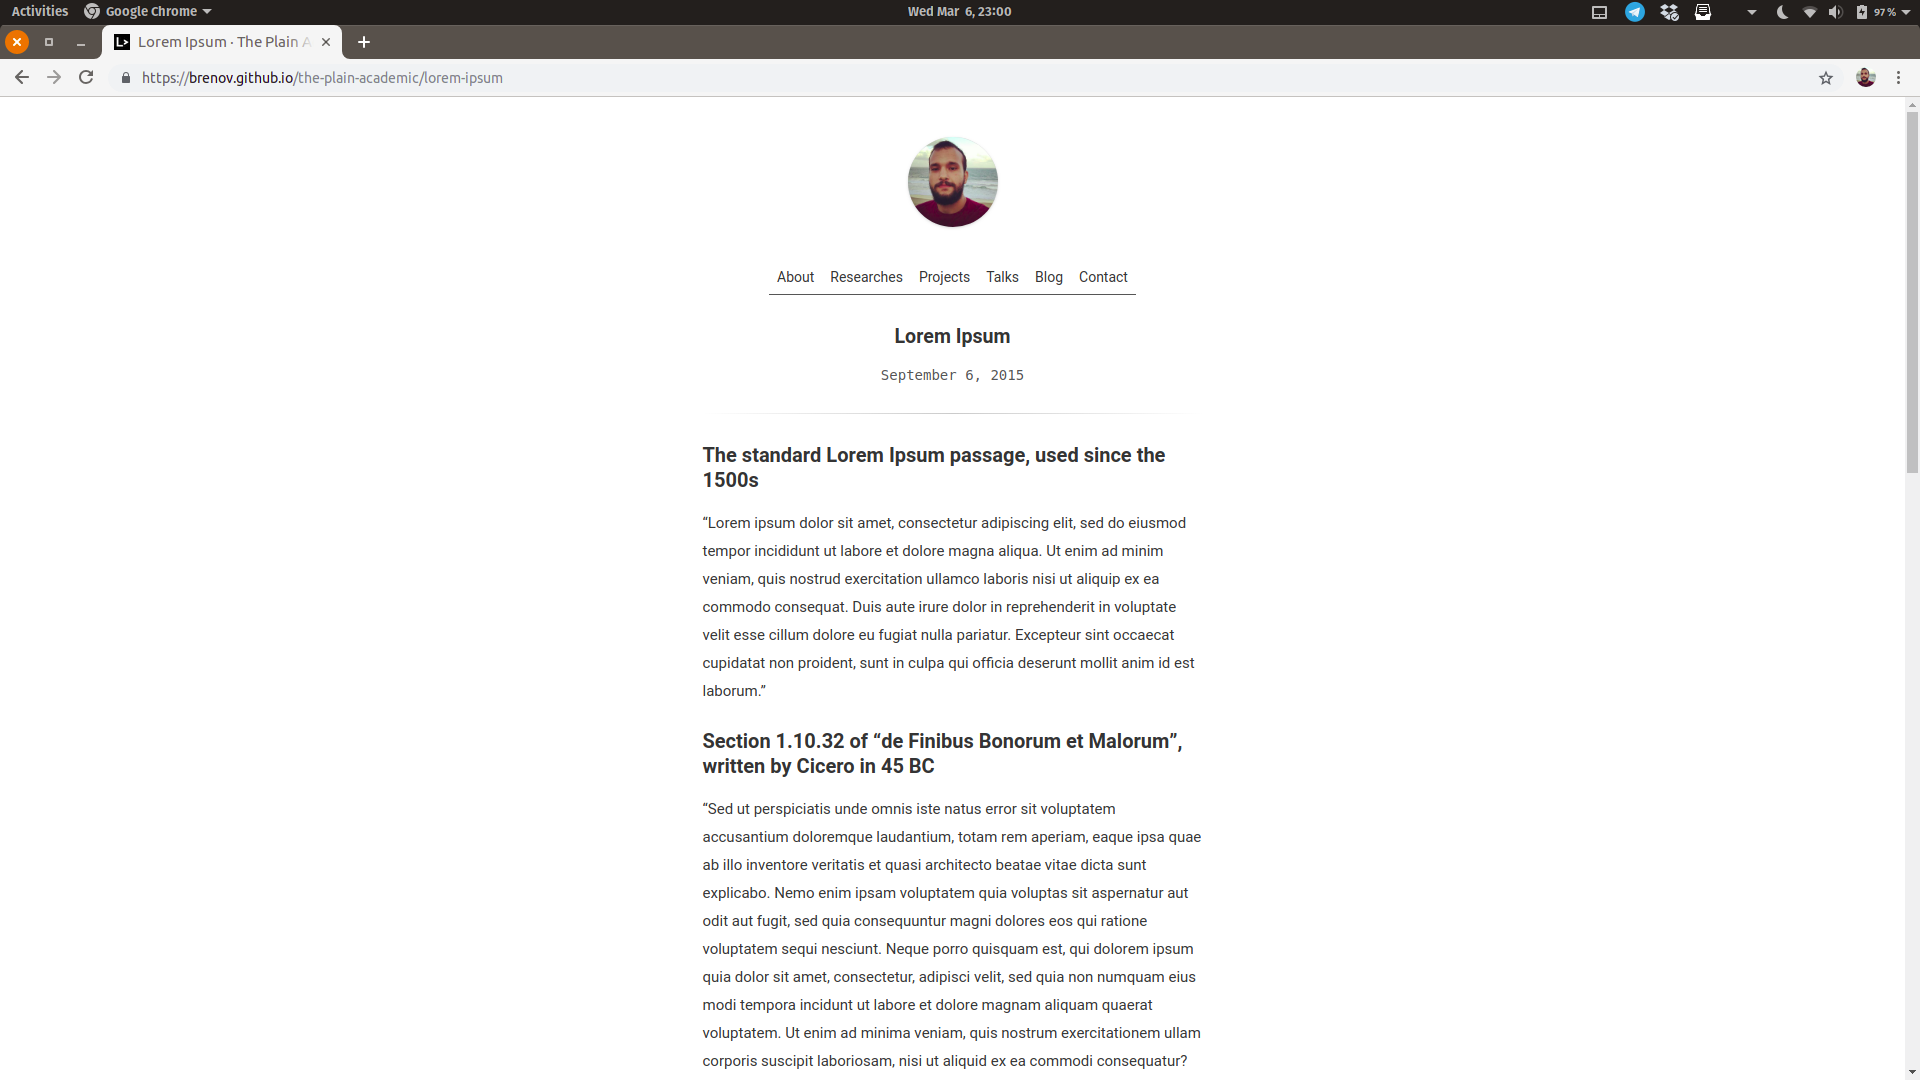 Activities Google Chrome Wed Mar 6, 23:00 97 %
Lorem Ipsum · The Plain A
https://brenov.github.io/the-plain-academic/lorem-ipsum
About Researches Projects Talks Blog Contact
Lorem Ipsum
September 6, 2015
The standard Lorem Ipsum passage, used since the
1500s
“Lorem ipsum dolor sit amet, consectetur adipiscing elit, sed do eiusmod
tempor incididunt ut labore et dolore magna aliqua. Ut enim ad minim
veniam, quis nostrud exercitation ullamco laboris nisi ut aliquip ex ea
commodo consequat. Duis aute irure dolor in reprehenderit in voluptate
velit esse cillum dolore eu fugiat nulla pariatur. Excepteur sint occaecat
cupidatat non proident, sunt in culpa qui officia deserunt mollit anim id est
laborum.”
Section 1.10.32 of “de Finibus Bonorum et Malorum”,
written by Cicero in 45 BC
“Sed ut perspiciatis unde omnis iste natus error sit voluptatem
accusantium doloremque laudantium, totam rem aperiam, eaque ipsa quae
ab illo inventore veritatis et quasi architecto beatae vitae dicta sunt
explicabo. Nemo enim ipsam voluptatem quia voluptas sit aspernatur aut
odit aut fugit, sed quia consequuntur magni dolores eos qui ratione
voluptatem sequi nesciunt. Neque porro quisquam est, qui dolorem ipsum
quia dolor sit amet, consectetur, adipisci velit, sed quia non numquam eius
modi tempora incidunt ut labore et dolore magnam aliquam quaerat
voluptatem. Ut enim ad minima veniam, quis nostrum exercitationem ullam
corporis suscipit laboriosam, nisi ut aliquid ex ea commodi consequatur?